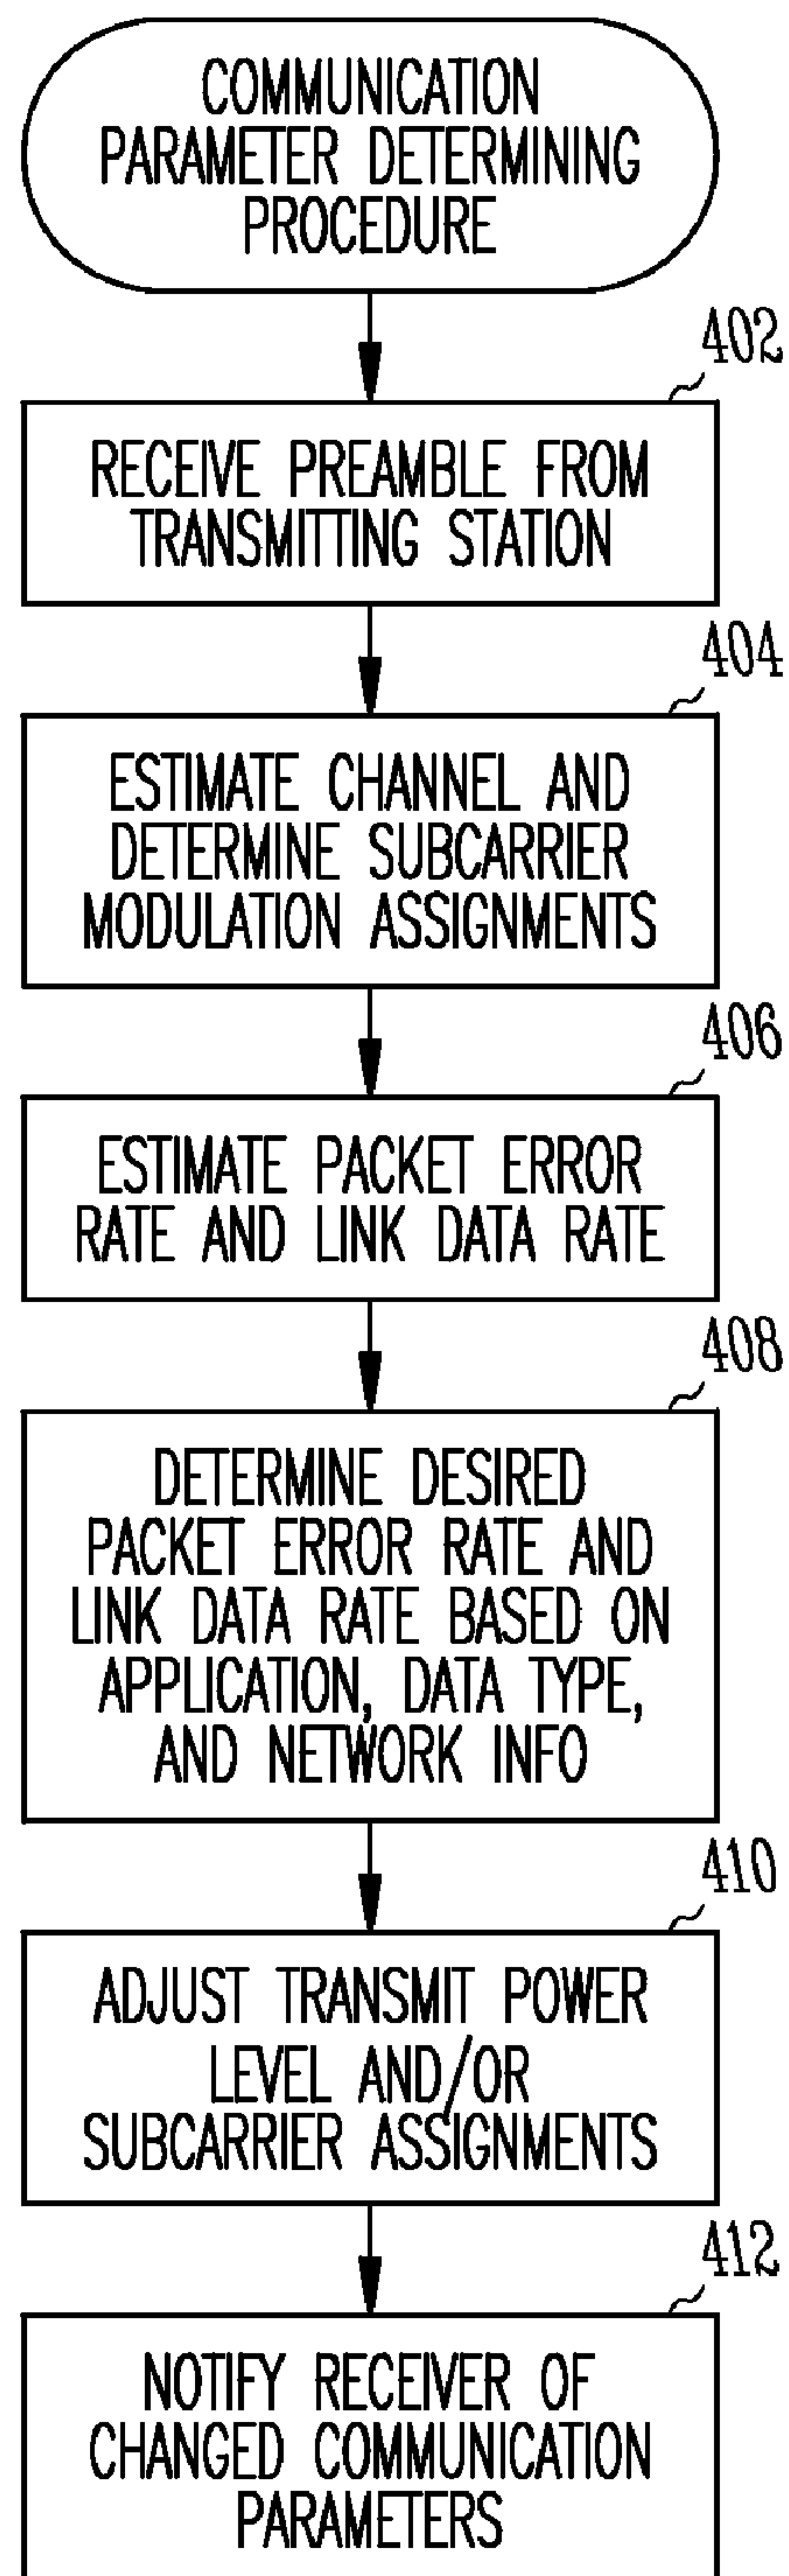 COMMUNICATION
PARAMETER DETERMINING
PROCEDURE
402
RECEIVE PREAMBLE FROM
TRANSMITTING STATION
404
ESTIMATE CHANNEL AND
DETERMINE SUBCARRIER
MODULATION ASSIGNMENTS
406
ESTIMATE PACKET ERROR
RATE AND LINK DATA RATE
408
DETERMINE DESIRED
PACKET ERROR RATE AND
LINK DATA RATE BASED ON
APPLICATION, DATA TYPE,
AND NETWORK INFO
410
ADJUST TRANSMIT POWER
LEVEL AND/OR
SUBCARRIER ASSIGNMENTS
412
NOTIFY RECEIVER OF
CHANGED COMMUNICATION
PARAMETERS